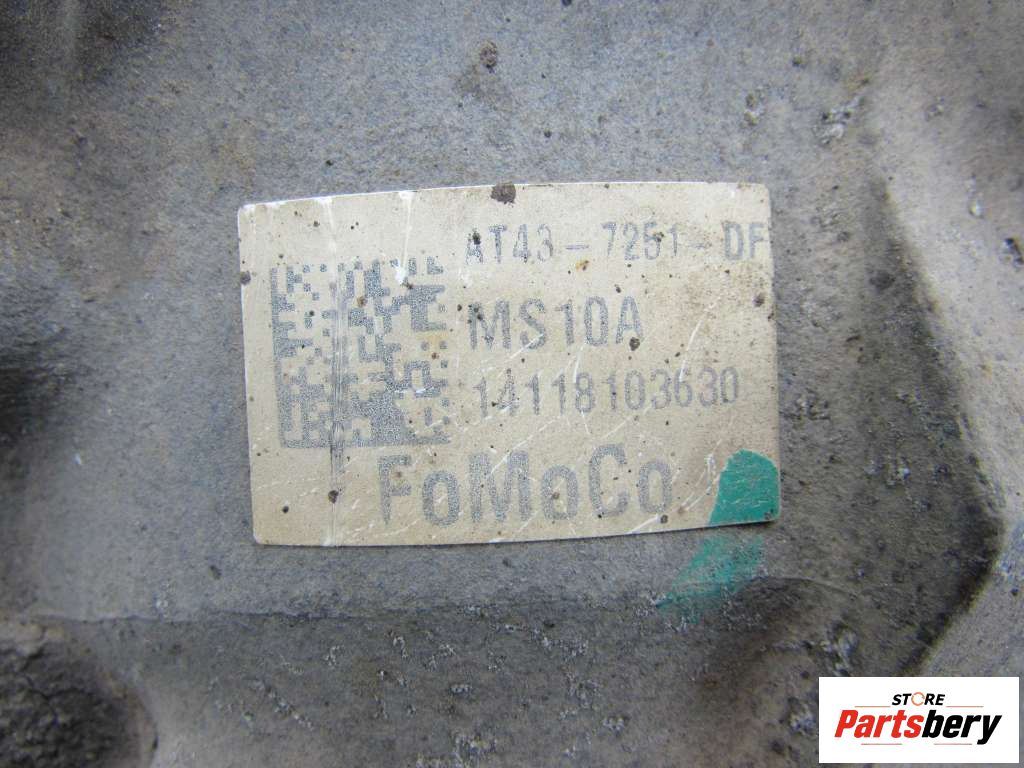 AT43-7251-DF
MS10A
14118103630
FoMoCo
STORE
Partsbery